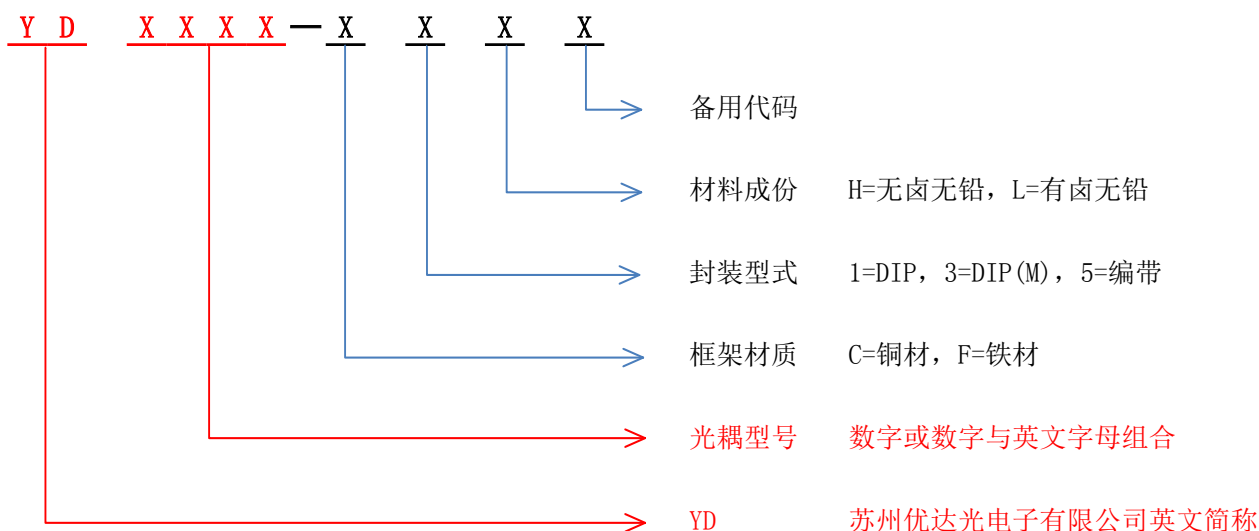 YD XXXX—X X X X
备用代码
材料成份 H=无卤无铅，L=有卤无铅
封装型式 1=DIP，3=DIP(M)，5=编带
框架材质 C=铜材，F=铁材
光耦型号 数字或数字与英文字母组合
YD 苏州优达光电子有限公司英文简称